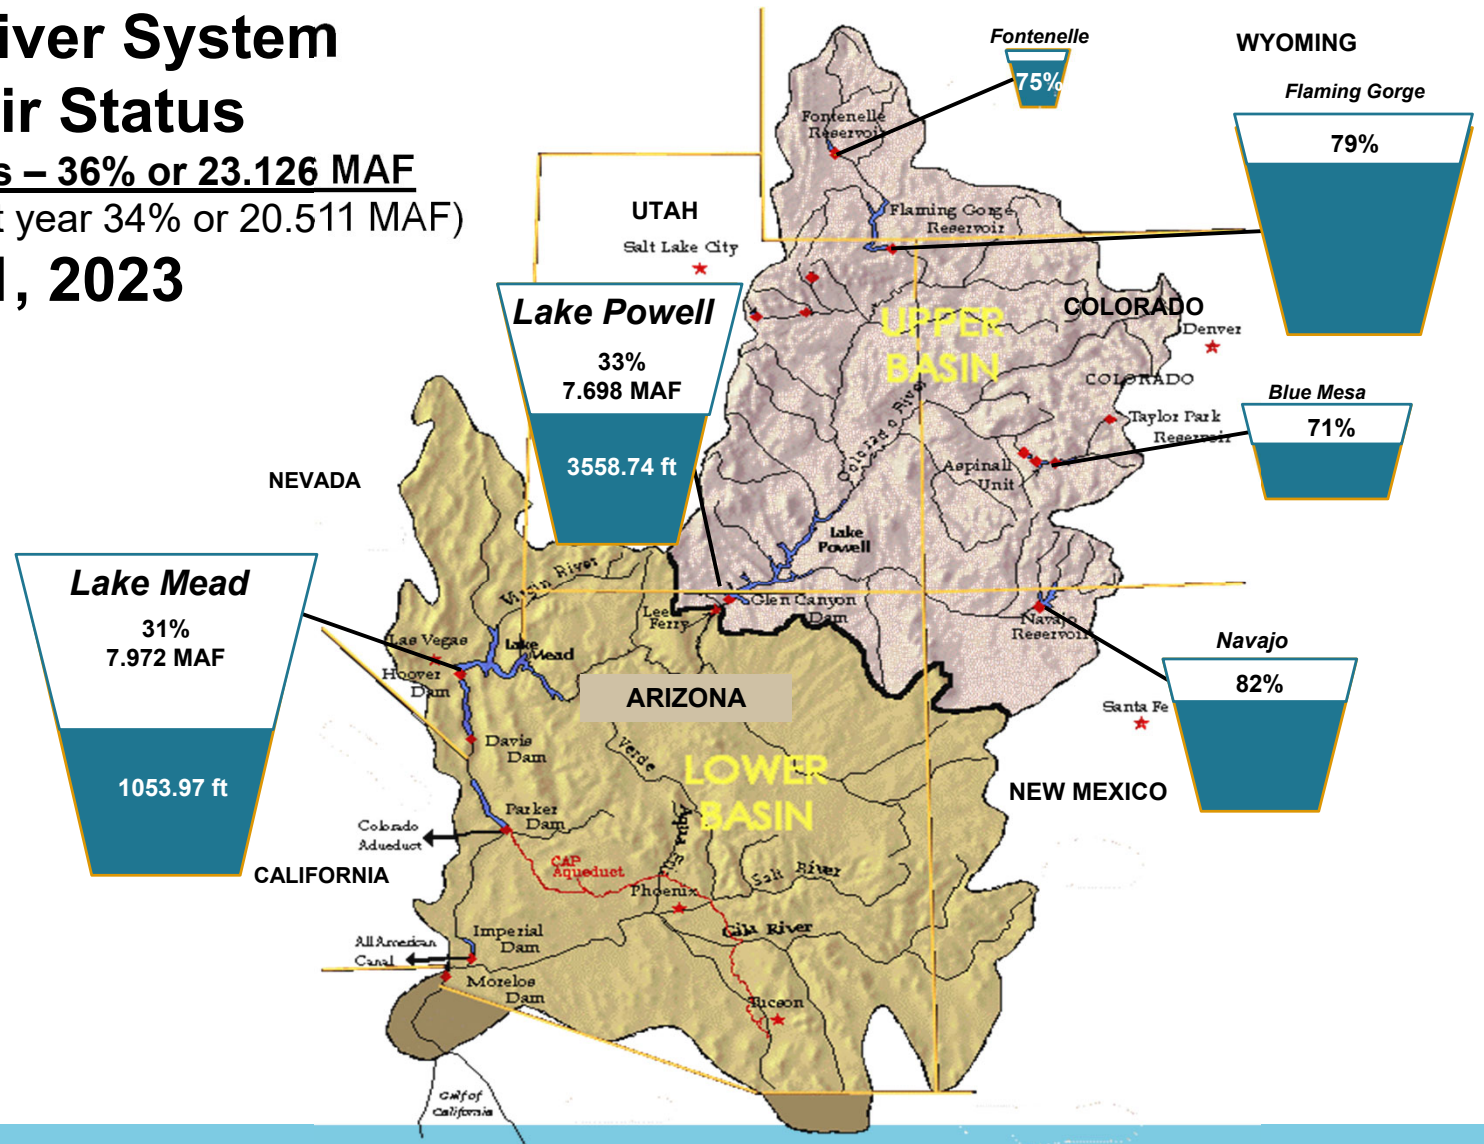 iver System
ir Status
s – 36% or 23.126 MAF
t year 34% or 20.511 MAF)
1, 2023
Fontenelle
75%
WYOMING
Flaming Gorge
79%
Fontenelle
Reservoir
UTAH
Salt Lake City
Flaming Gorge
Reservoir
Lake Powell
33%
7.698 MAF
3558.74 ft
UPPER
BASIN
COLORADO
Denver
COLORADO
Taylor Park
Reservoir
Blue Mesa
71%
Colorado River
Aspinall
Unit
NEVADA
Lake
Powell
Lake Mead
31%
7.972 MAF
1053.97 ft
Virgin River
Lee
Ferry
Glen Canyon
Dam
Navajo
Reservoir
Navajo
82%
Las Vegas
Lake
Mead
Hoover
Dam
ARIZONA
Santa Fe
Davis
Dam
Verde
LOWER
BASIN
NEW MEXICO
Parker
Dam
Colorado
Aqueduct
Agua Fria
CALIFORNIA
CAP
Aqueduct
Salt River
Phoenix
Gila River
Imperial
Dam
All American
Canal
Morelos
Dam
Tucson
Gulf of
California